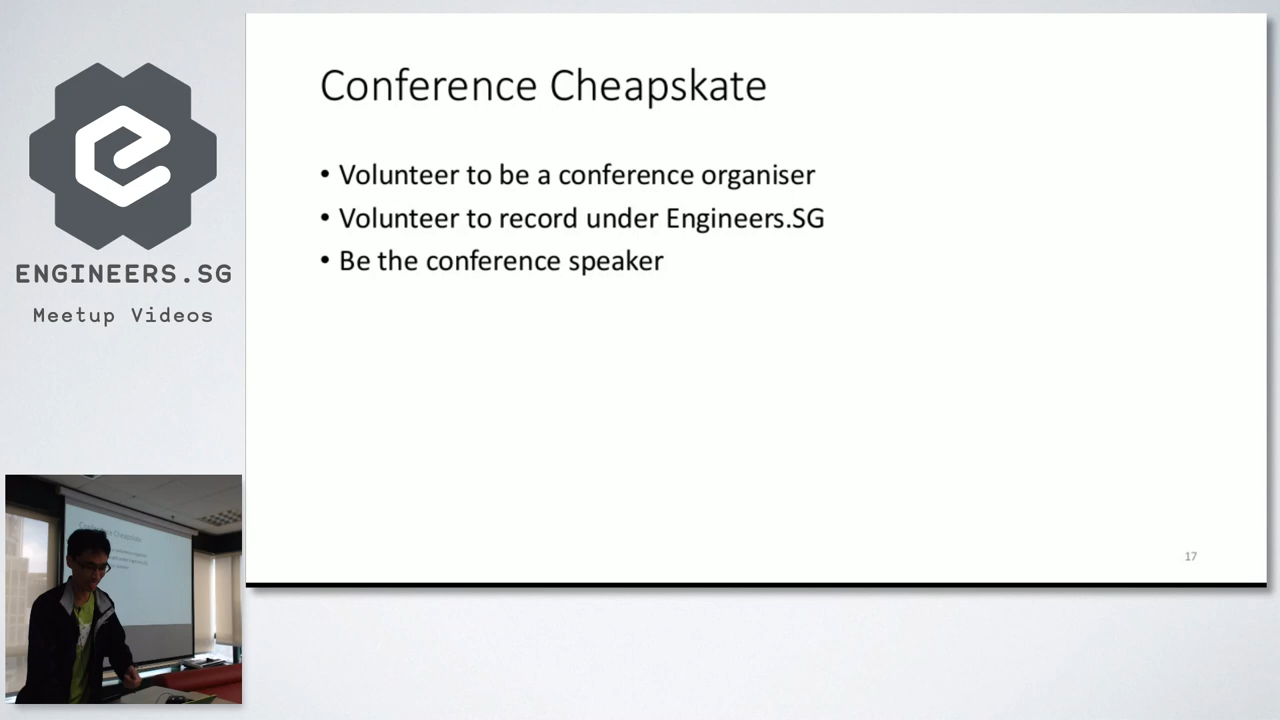 Conference Cheapskate
• Volunteer to be a conference organiser
• Volunteer to record under Engineers.SG
• Be the conference speaker
17
ENGINEERS.SG
Meetup Videos